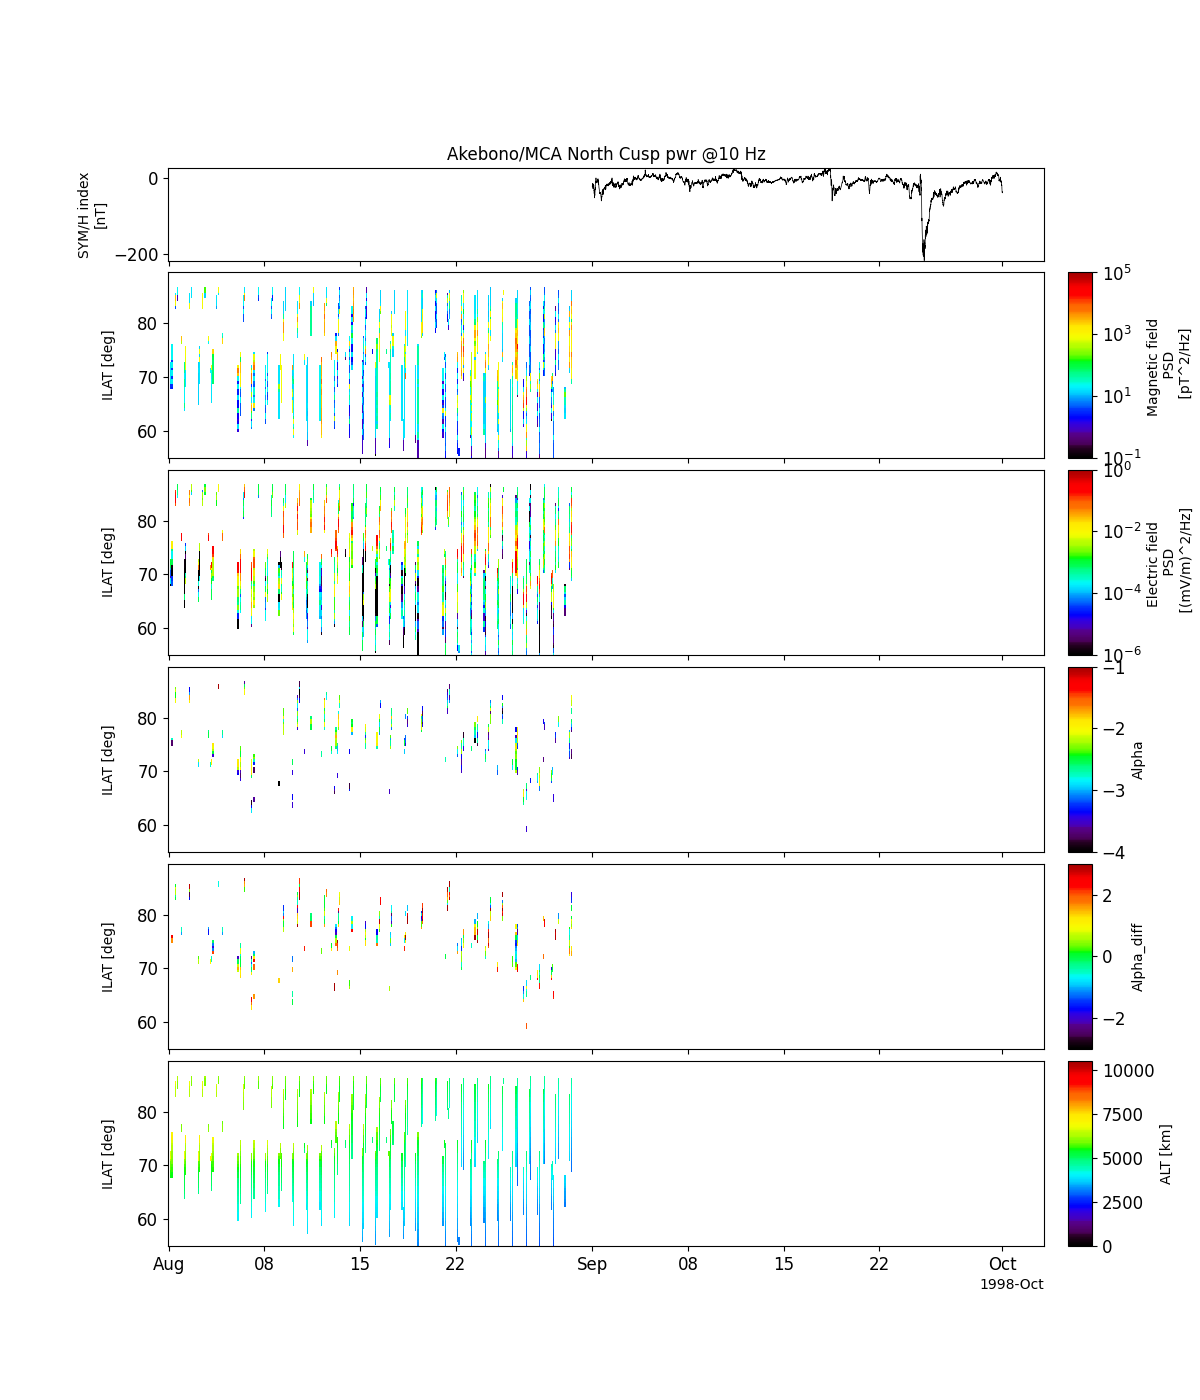 Akebono/MCA North Cusp pwr @10 Hz
SYM/H index
[nT]
0
−200
ILAT [deg]
80
70
60
10^5
10^3
10^1
10^−1
Magnetic field
PSD
[pT^2/Hz]
ILAT [deg]
80
70
60
10^0
10^−2
10^−4
10^−6
Electric field
PSD
[(mV/m)^2/Hz]
ILAT [deg]
80
70
60
−1
−2
−3
−4
Alpha
ILAT [deg]
80
70
60
2
0
−2
Alpha_diff
ILAT [deg]
80
70
60
10000
7500
5000
2500
0
ALT [km]
Aug 08 15 22 Sep 08 15 22 Oct
1998-Oct